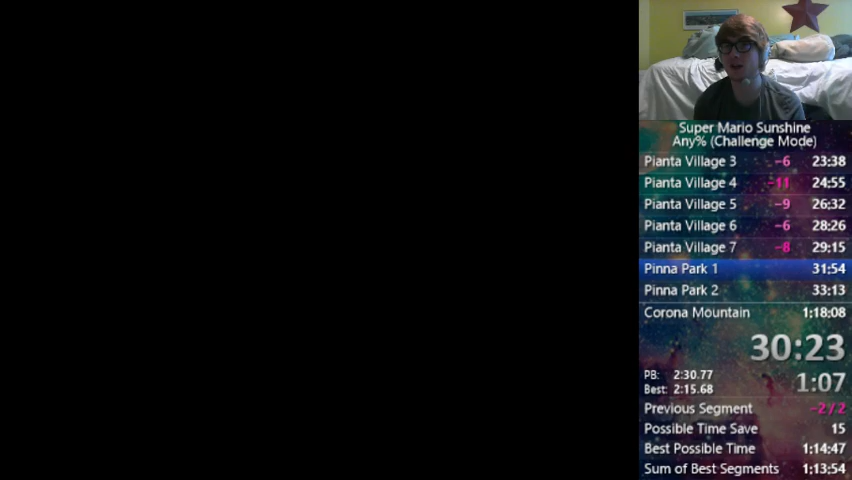 Super Mario Sunshine
Any% (Challenge Mode)
Pianta Village 3 -6 23:38
Pianta Village 4 -11 24:55
Pianta Village 5 -9 26:32
Pianta Village 6 -6 28:26
Pianta Village 7 -8 29:15
Pinna Park 1 31:54
Pinna Park 2 33:13
Corona Mountain 1:18:08
30:23
PB: 2:30.77 1:07
Best: 2:15.68
Previous Segment -2 / 2
Possible Time Save 15
Best Possible Time 1:14:47
Sum of Best Segments 1:13:54